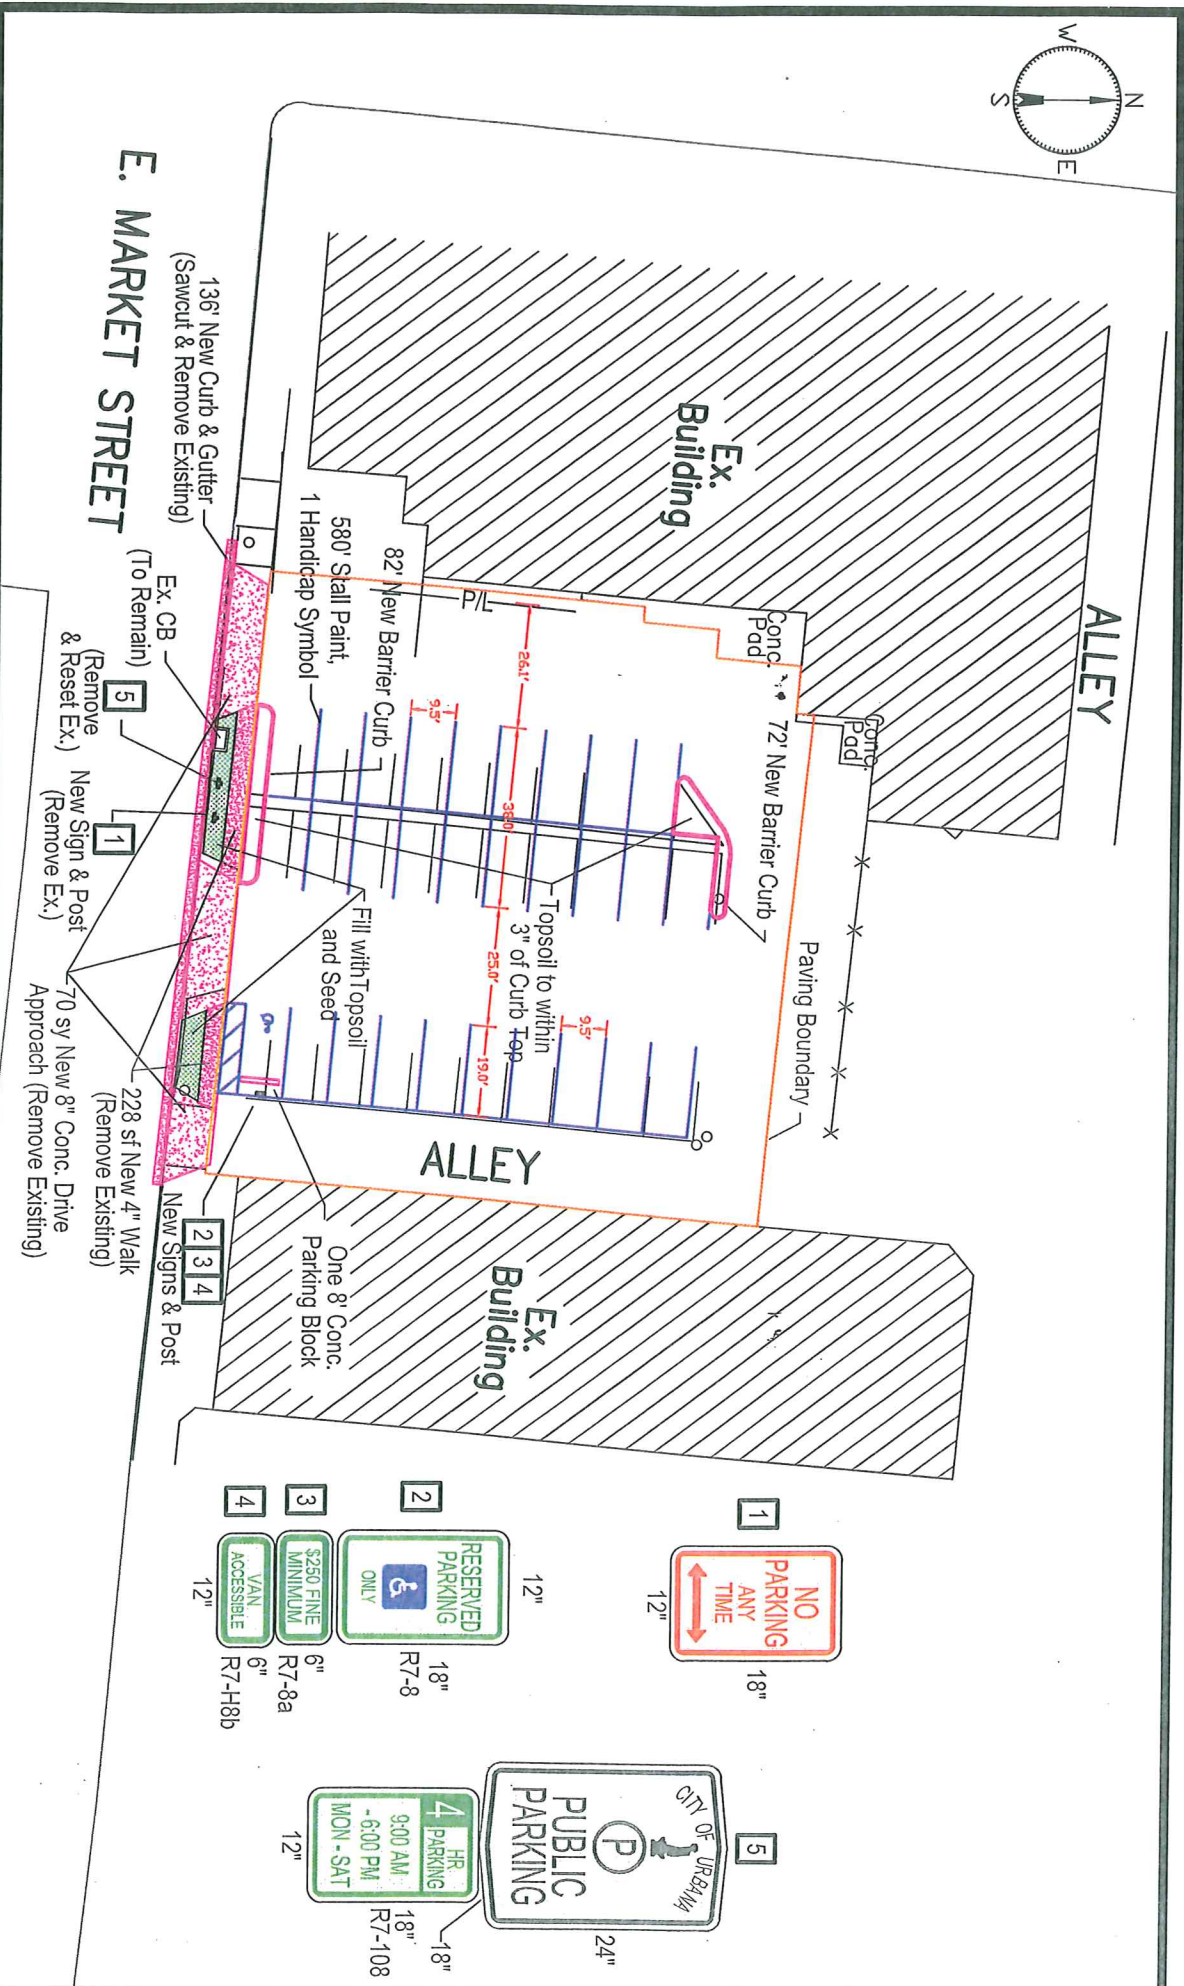 W
N
S
E
ALLEY
Ex.
Building
Conc.
Pad
Conc.
Pad
P/L
72' New Barrier Curb
Paving Boundary
26.1'
38.0'
25.0'
19.0'
9.5'
9.5'
Topsoil to within
3" of Curb Top
82' New Barrier Curb
580' Stall Paint,
1 Handicap Symbol
Fill with Topsoil
and Seed
ALLEY
Ex.
Building
One 8' Conc.
Parking Block
136' New Curb & Gutter
(Sawcut & Remove Existing)
E. MARKET STREET
Ex. CB
(To Remain)
5
(Remove
& Reset Ex.)
1
New Sign & Post
(Remove Ex.)
70 sy New 8" Conc. Drive
Approach (Remove Existing)
228 sf New 4" Walk
(Remove Existing)
2 3 4
New Signs & Post
1
NO
PARKING
ANY
TIME
12"
18"
2
RESERVED
PARKING
ONLY
12"
18"
R7-8
3
$250 FINE
MINIMUM
6"
R7-8a
4
VAN
ACCESSIBLE
12"
6"
R7-H8b
5
CITY OF URBANA
P
PUBLIC
PARKING
24"
18"
4 HR
PARKING
9:00 AM
-6:00 PM
MON - SAT
12"
18"
R7-108